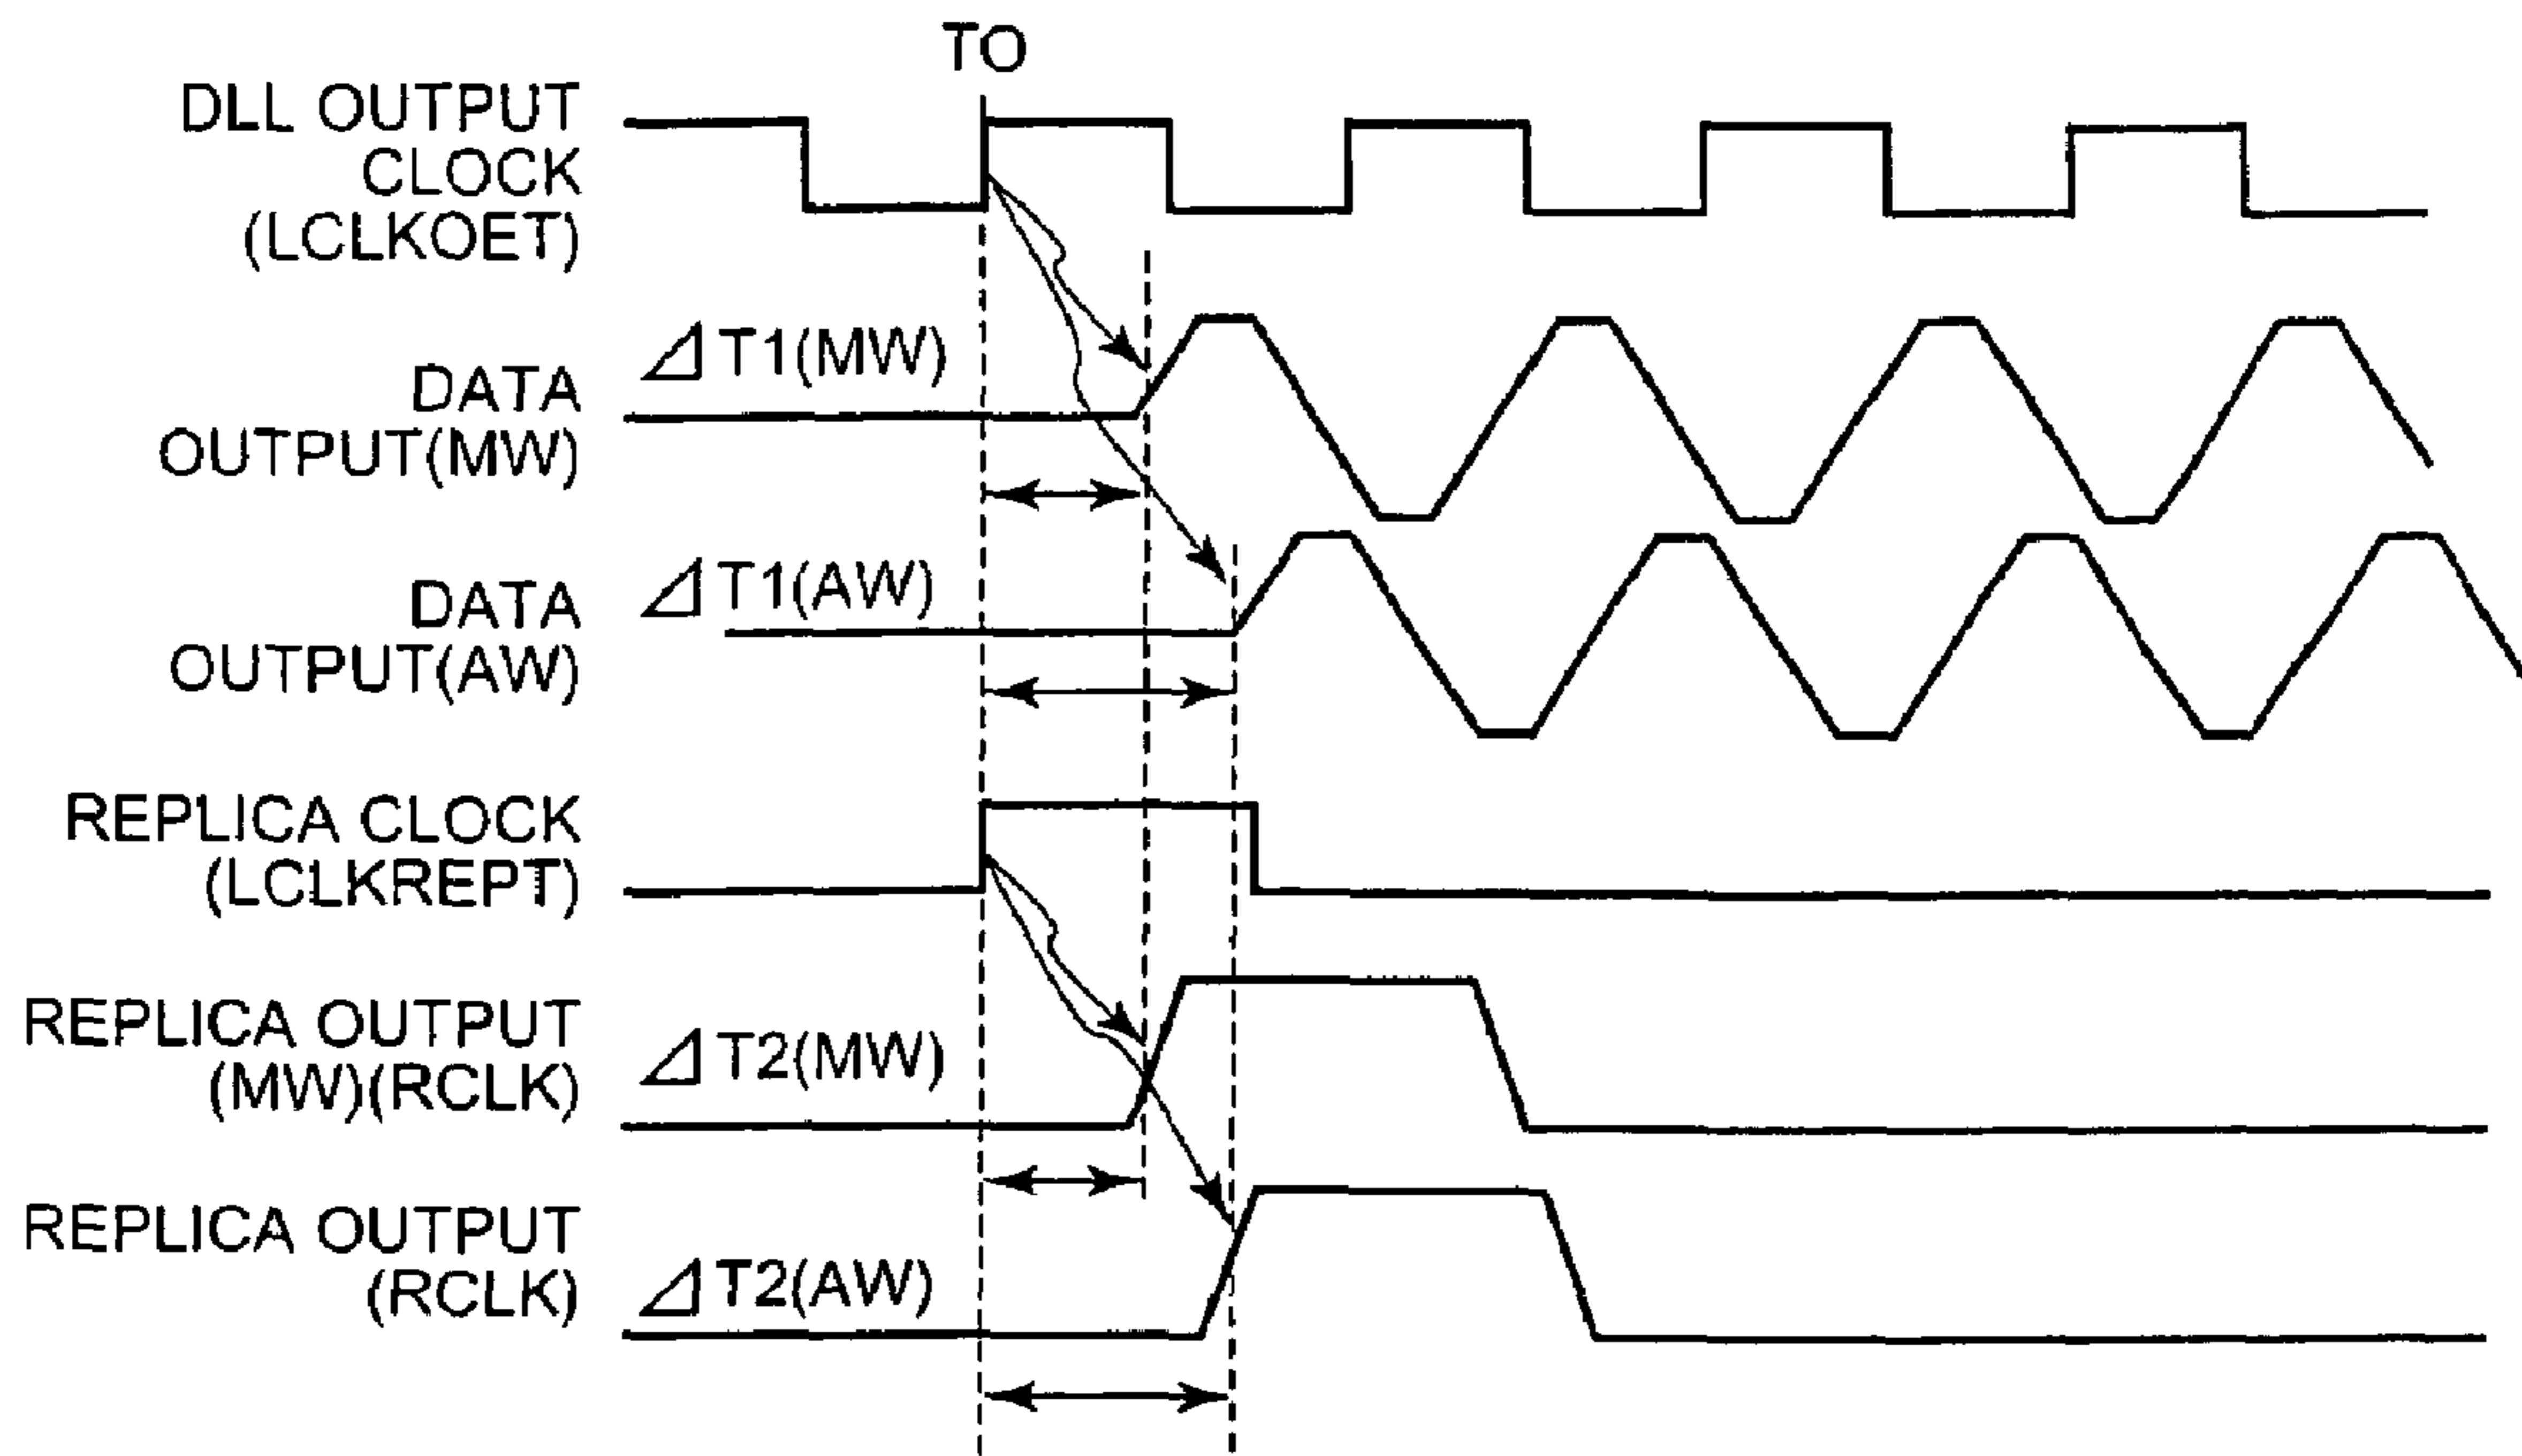 TO
DLL OUTPUT
CLOCK
(LCLKOET)
⊿T1(MW)
DATA
OUTPUT(MW)
⊿T1(AW)
DATA
OUTPUT(AW)
REPLICA CLOCK
(LCLKREPT)
REPLICA OUTPUT
(MW)(RCLK)
⊿T2(MW)
REPLICA OUTPUT
(RCLK)
⊿T2(AW)